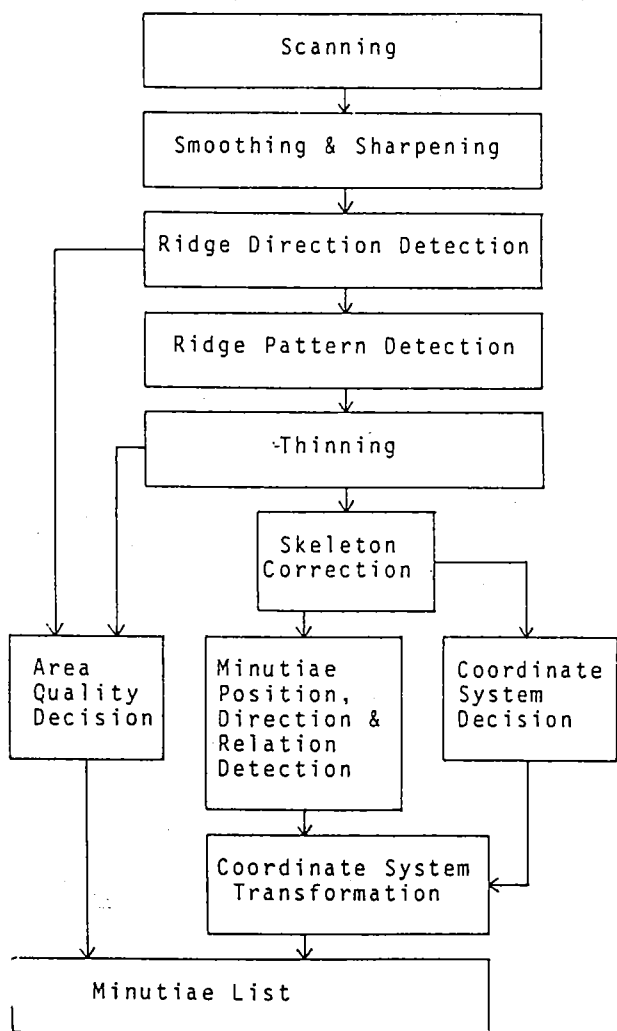 Scanning
Smoothing & Sharpening
Ridge Direction Detection
Ridge Pattern Detection
Thinning
Skeleton
Correction
Area
Quality
Decision
Minutiae
Position,
Direction &
Relation
Detection
Coordinate
System
Decision
Coordinate System
Transformation
Minutiae List